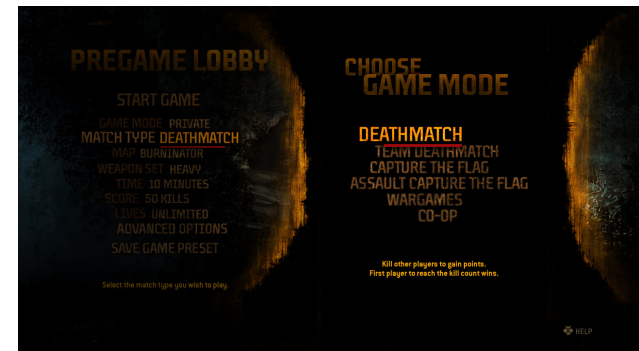 PREGAME LOBBY
START GAME
GAME MODE PRIVATE
MATCH TYPE DEATHMATCH
MAP BURNINATOR
WEAPON SET HEAVY
TIME 10 MINUTES
SCORE 50 KILLS
LIVES UNLIMITED
ADVANCED OPTIONS
SAVE GAME PRESET
Select the match type you wish to play.
CHOOSE
GAME MODE
DEATHMATCH
TEAM DEATHMATCH
CAPTURE THE FLAG
ASSAULT CAPTURE THE FLAG
WARGAMES
CO-OP
Kill other players to gain points.
First player to reach the kill count wins.
HELP